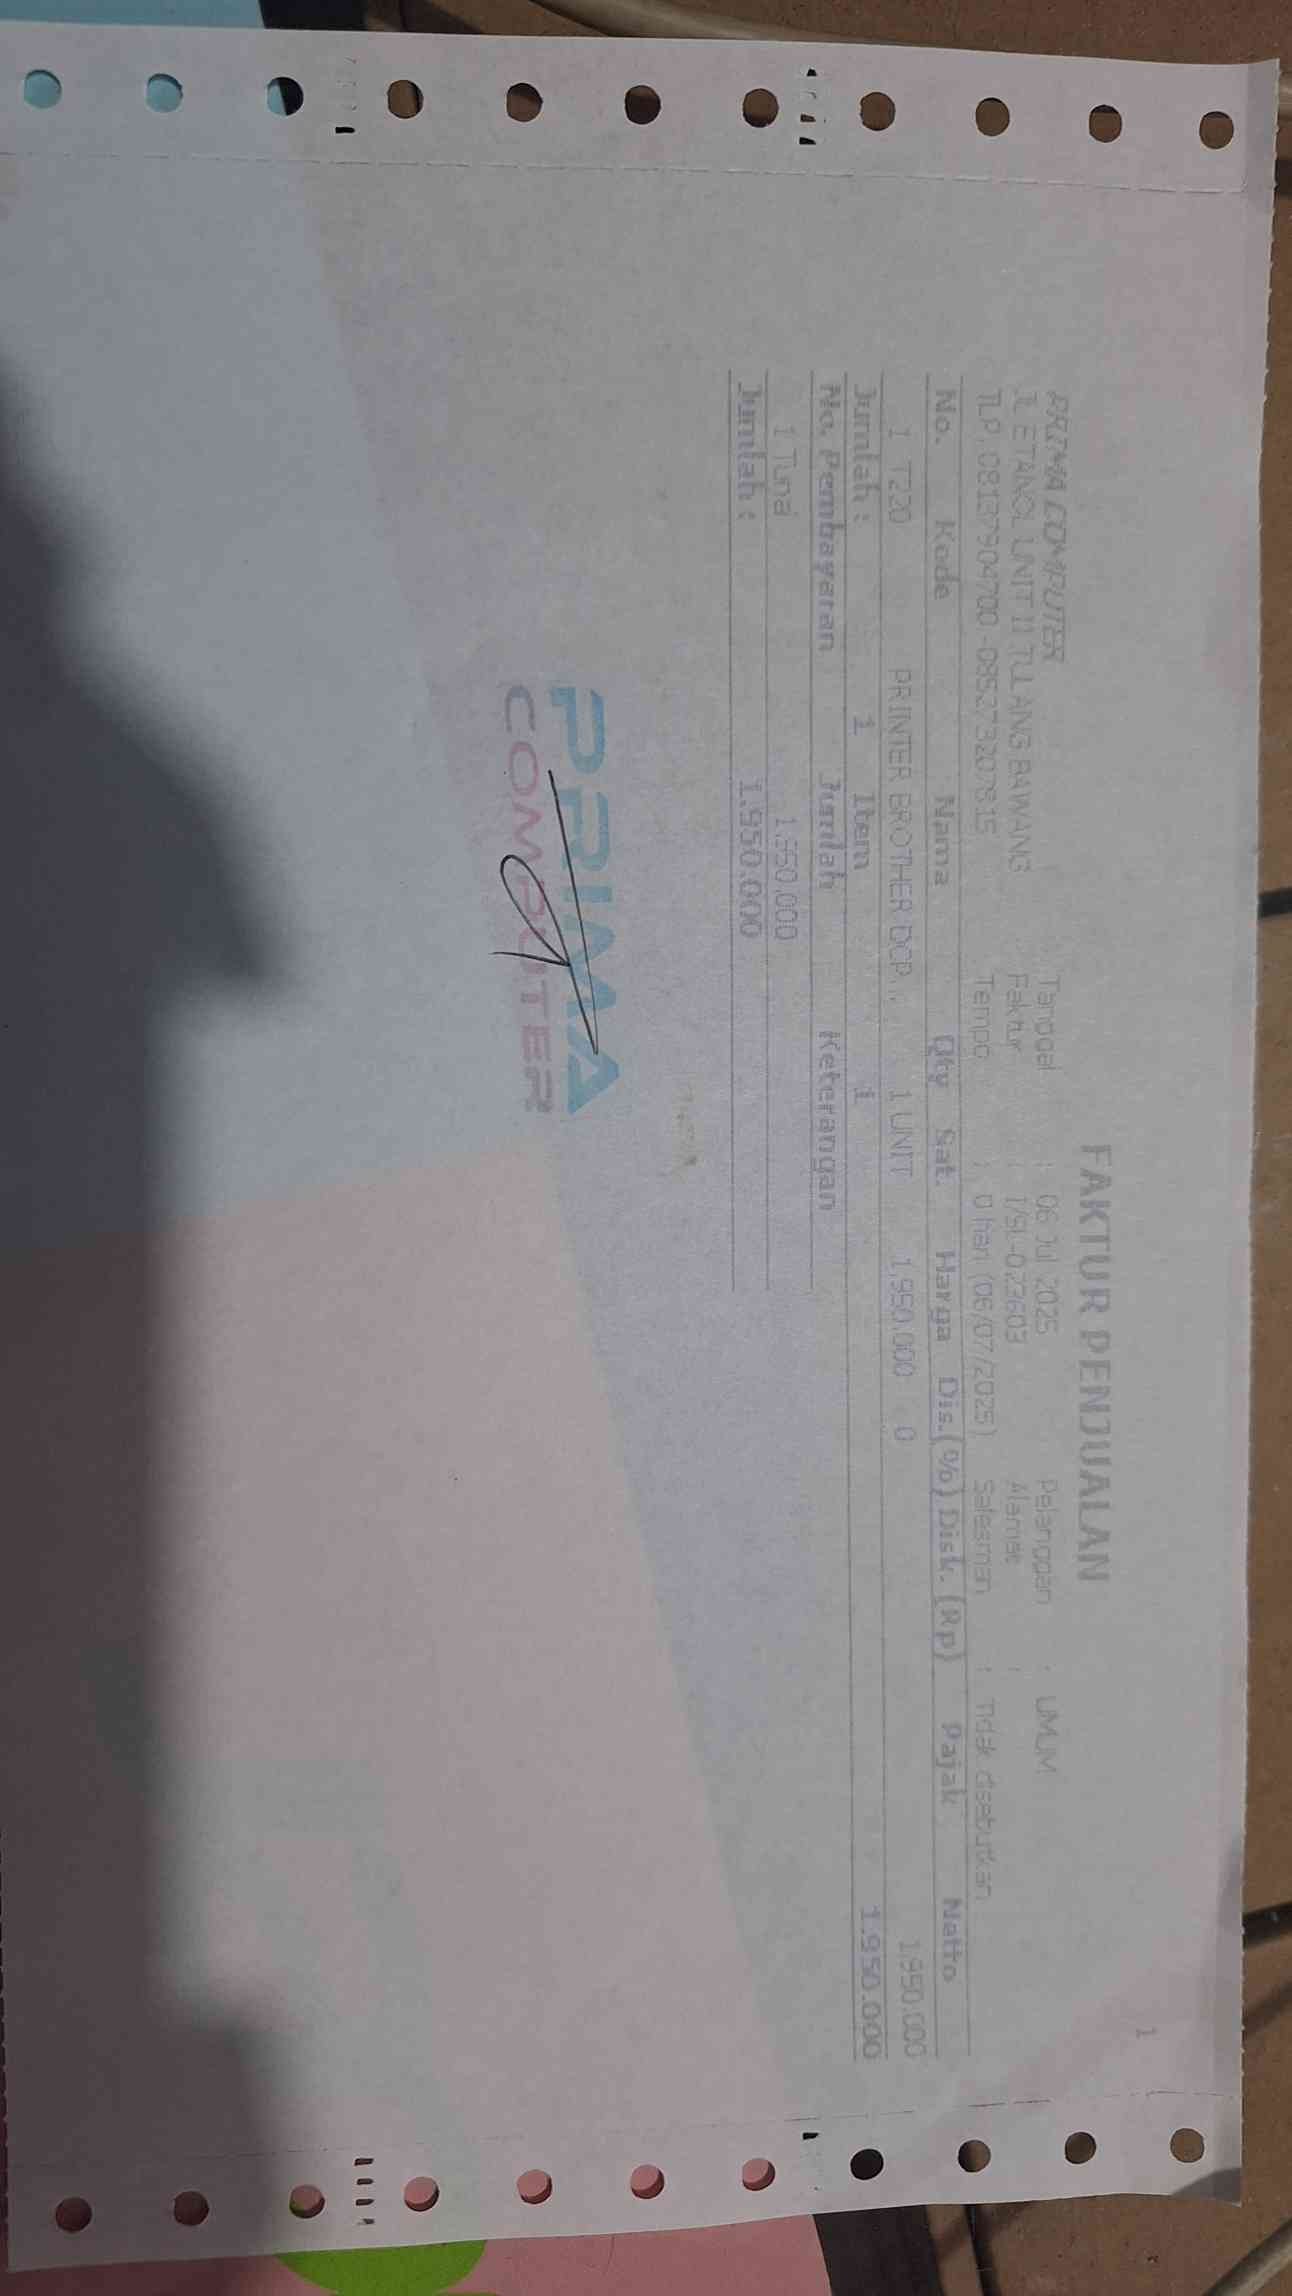 1
FAKTUR PENJUALAN
PRIMA COMPUTER Tanggal : 06 Jul 2025 Pelanggan : UMUM
JL ETANOL UNIT II TULANG BAWANG Faktur : 1/SL-023603 Alamat :
TLP. 08137904700 -085273207815 Tempo : 0 hari (06/07/2025) Salesman : Tidak disebutkan
No. Kode Nama Qty Sat. Harga Dis.(%) Disk.(Rp) Pajak Netto
1 T220 PRINTER BROTHER DCP... 1 UNIT 1,950,000 0 1,950,000
Jumlah : 1 Item 1 1.950.000
No. Pembayaran Jumlah Keterangan
1 Tunai 1,950,000
Jumlah : 1.950.000
PRIMA
COMPUTER